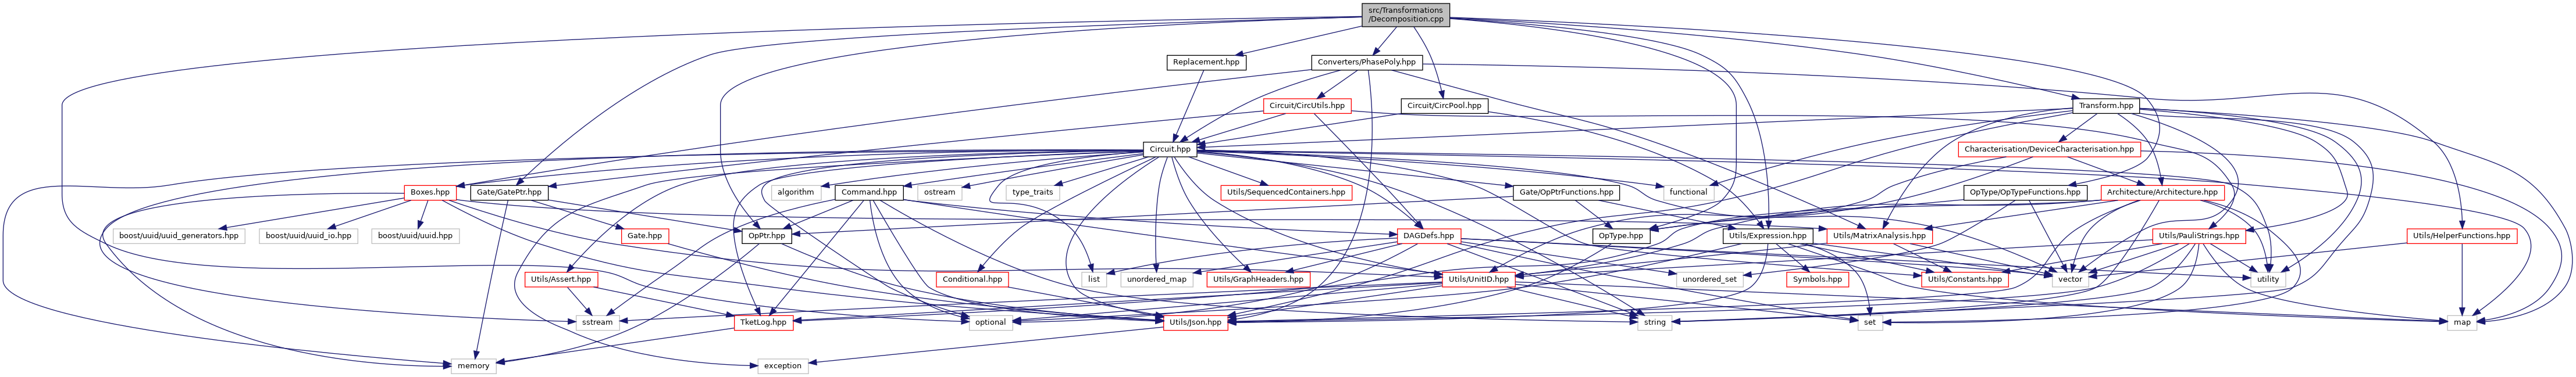 src/Transformations
/Decomposition.cpp
Replacement.hpp
Converters/PhasePoly.hpp
Circuit/CircUtils.hpp
Circuit/CircPool.hpp
Transform.hpp
Circuit.hpp
Characterisation/DeviceCharacterisation.hpp
Boxes.hpp
Gate/GatePtr.hpp
algorithm
Command.hpp
ostream
type_traits
Utils/SequencedContainers.hpp
Gate/OpPtrFunctions.hpp
functional
OpType/OpTypeFunctions.hpp
Architecture/Architecture.hpp
boost/uuid/uuid_generators.hpp
boost/uuid/uuid_io.hpp
boost/uuid/uuid.hpp
Gate.hpp
OpPtr.hpp
DAGDefs.hpp
OpType.hpp
Utils/Expression.hpp
Utils/MatrixAnalysis.hpp
Utils/PauliStrings.hpp
Utils/HelperFunctions.hpp
Utils/Assert.hpp
Conditional.hpp
list
unordered_map
Utils/GraphHeaders.hpp
Utils/UnitID.hpp
unordered_set
Symbols.hpp
Utils/Constants.hpp
vector
utility
sstream
TketLog.hpp
optional
Utils/Json.hpp
string
set
map
memory
exception